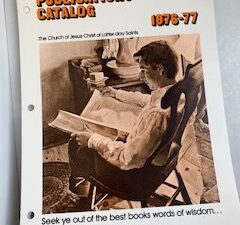 PUBLICATIONS
CATALOG
1976-77
The Church of Jesus Christ of Latter-day Saints
Seek ye out of the best books words of wisdom...